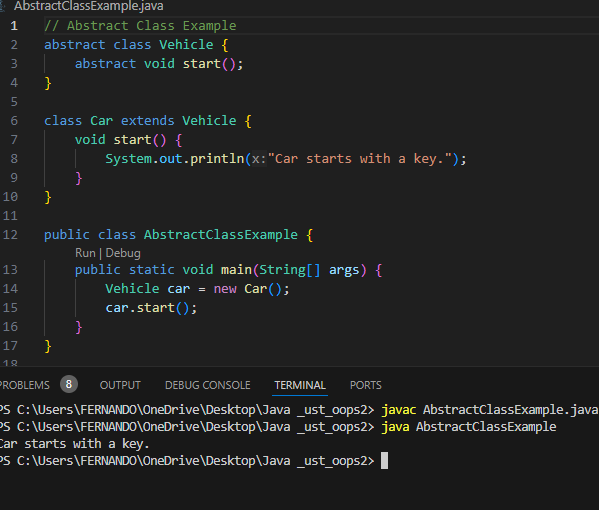 AbstractClassExample.java
1 // Abstract Class Example
2 abstract class Vehicle {
3 abstract void start();
4 }
5
6 class Car extends Vehicle {
7 void start() {
8 System.out.println(x:"Car starts with a key.");
9 }
10 }
11
12 public class AbstractClassExample {
Run | Debug
13 public static void main(String[] args) {
14 Vehicle car = new Car();
15 car.start();
16 }
17 }
18
PROBLEMS 8 OUTPUT DEBUG CONSOLE TERMINAL PORTS
PS C:\Users\FERNANDO\OneDrive\Desktop\Java _ust_oops2> javac AbstractClassExample.java
PS C:\Users\FERNANDO\OneDrive\Desktop\Java _ust_oops2> java AbstractClassExample
Car starts with a key.
PS C:\Users\FERNANDO\OneDrive\Desktop\Java _ust_oops2>